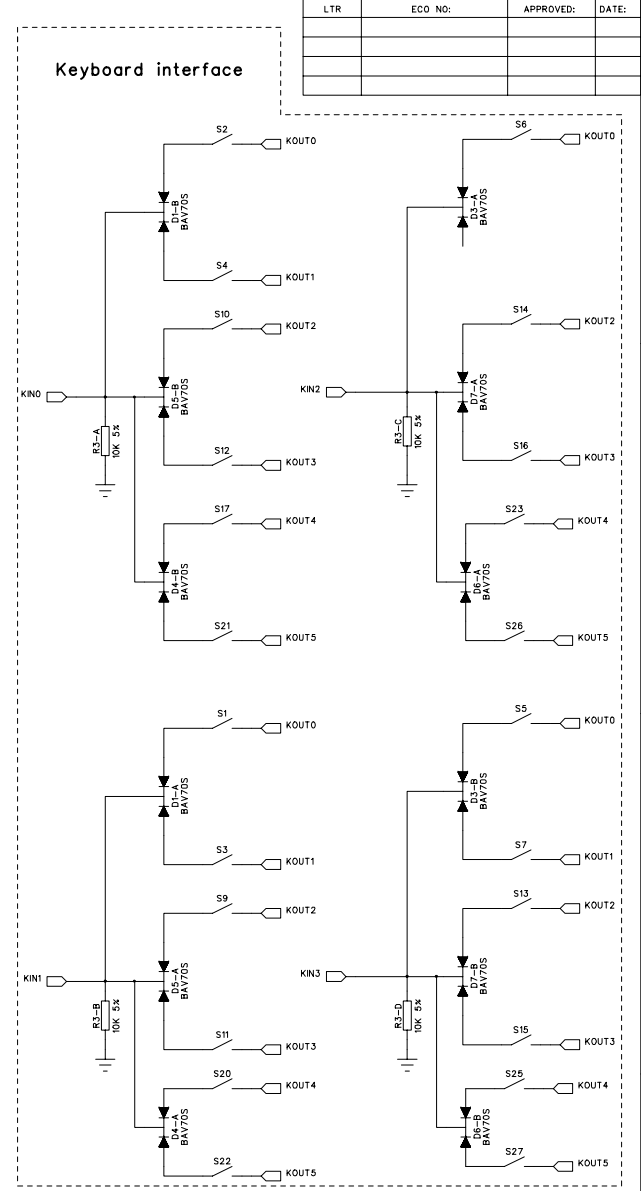 LTR ECO NO: APPROVED: DATE:
Keyboard interface
S2 KOUT0
D1-B
BAV70S
S4 KOUT1
S10 KOUT2
KIN0
D5-B
BAV70S
R3-A
10K 5%
S12 KOUT3
S17 KOUT4
D4-B
BAV70S
S21 KOUT5
S6 KOUT0
D3-A
BAV70S
S14 KOUT2
KIN2
D7-A
BAV70S
R3-C
10K 5%
S16 KOUT3
S23 KOUT4
D6-A
BAV70S
S26 KOUT5
S1 KOUT0
D1-A
BAV70S
S3 KOUT1
S9 KOUT2
KIN1
D5-A
BAV70S
R3-B
10K 5%
S11 KOUT3
S20 KOUT4
D4-A
BAV70S
S22 KOUT5
S5 KOUT0
D3-B
BAV70S
S7 KOUT1
S13 KOUT2
KIN3
D7-B
BAV70S
R3-D
10K 5%
S15 KOUT3
S25 KOUT4
D6-B
BAV70S
S27 KOUT5